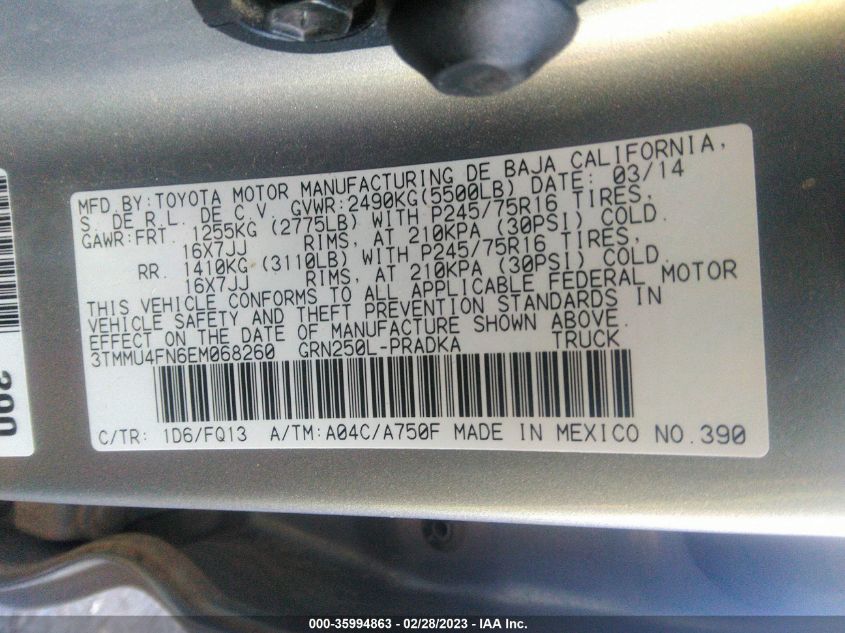 MFD BY:TOYOTA MOTOR MANUFACTURING DE BAJA CALIFORNIA,
S. DE R.L. DE C.V. GVWR:2490KG(5500LB) DATE: 03/14
GAWR:FRT. 1255KG (2775LB) WITH P245/75R16 TIRES,
16X7JJ RIMS, AT 210KPA (30PSI) COLD.
RR. 1410KG (3110LB) WITH P245/75R16 TIRES,
16X7JJ RIMS, AT 210KPA (30PSI) COLD.
THIS VEHICLE CONFORMS TO ALL APPLICABLE FEDERAL MOTOR
VEHICLE SAFETY AND THEFT PREVENTION STANDARDS IN
EFFECT ON THE DATE OF MANUFACTURE SHOWN ABOVE.
3TMMU4FN6EM068260 GRN250L-PRADKA TRUCK
C/TR: 1D6/FQ13 A/TM:A04C/A750F MADE IN MEXICO NO.390
390
000-35994863 - 02/28/2023 - IAA Inc.